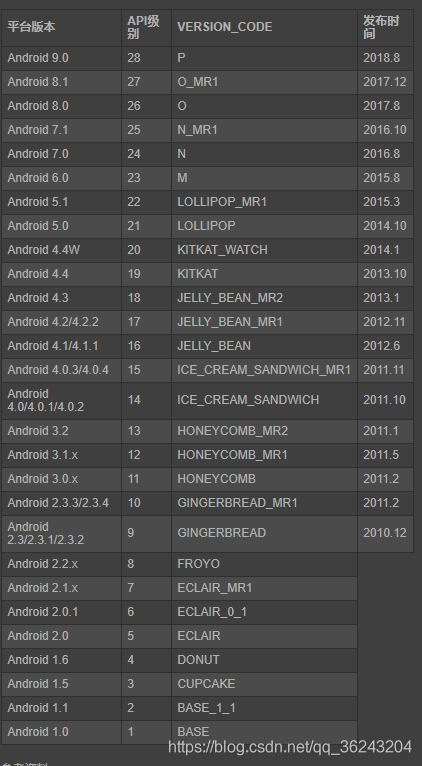 平台版本 API级别 VERSION_CODE 发布时间
Android 9.0 28 P 2018.8
Android 8.1 27 O_MR1 2017.12
Android 8.0 26 O 2017.8
Android 7.1 25 N_MR1 2016.10
Android 7.0 24 N 2016.8
Android 6.0 23 M 2015.8
Android 5.1 22 LOLLIPOP_MR1 2015.3
Android 5.0 21 LOLLIPOP 2014.10
Android 4.4W 20 KITKAT_WATCH 2014.1
Android 4.4 19 KITKAT 2013.10
Android 4.3 18 JELLY_BEAN_MR2 2013.1
Android 4.2/4.2.2 17 JELLY_BEAN_MR1 2012.11
Android 4.1/4.1.1 16 JELLY_BEAN 2012.6
Android 4.0.3/4.0.4 15 ICE_CREAM_SANDWICH_MR1 2011.11
Android 4.0/4.0.1/4.0.2 14 ICE_CREAM_SANDWICH 2011.10
Android 3.2 13 HONEYCOMB_MR2 2011.1
Android 3.1.x 12 HONEYCOMB_MR1 2011.5
Android 3.0.x 11 HONEYCOMB 2011.2
Android 2.3.3/2.3.4 10 GINGERBREAD_MR1 2011.2
Android 2.3/2.3.1/2.3.2 9 GINGERBREAD 2010.12
Android 2.2.x 8 FROYO
Android 2.1.x 7 ECLAIR_MR1
Android 2.0.1 6 ECLAIR_0_1
Android 2.0 5 ECLAIR
Android 1.6 4 DONUT
Android 1.5 3 CUPCAKE
Android 1.1 2 BASE_1_1
Android 1.0 1 BASE
https://blog.csdn.net/qq_36243204